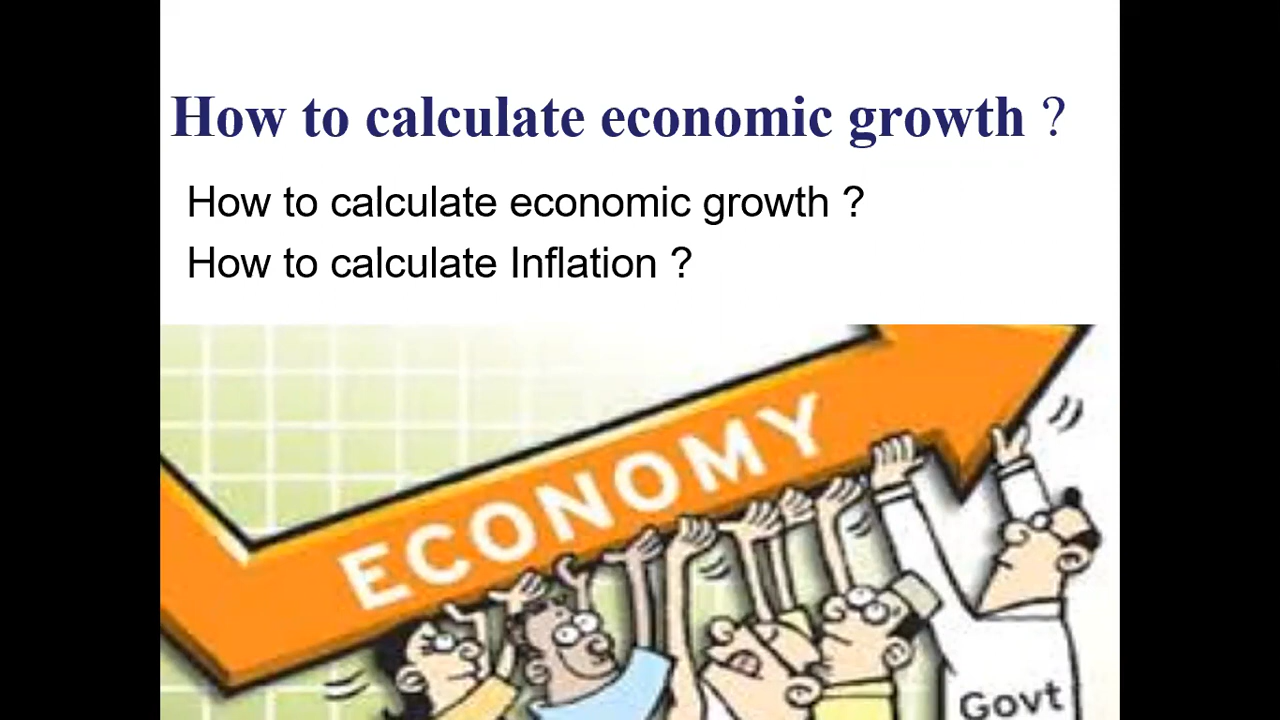 How to calculate economic growth ?
How to calculate economic growth ?
How to calculate Inflation ?
ECONOMY
Govt